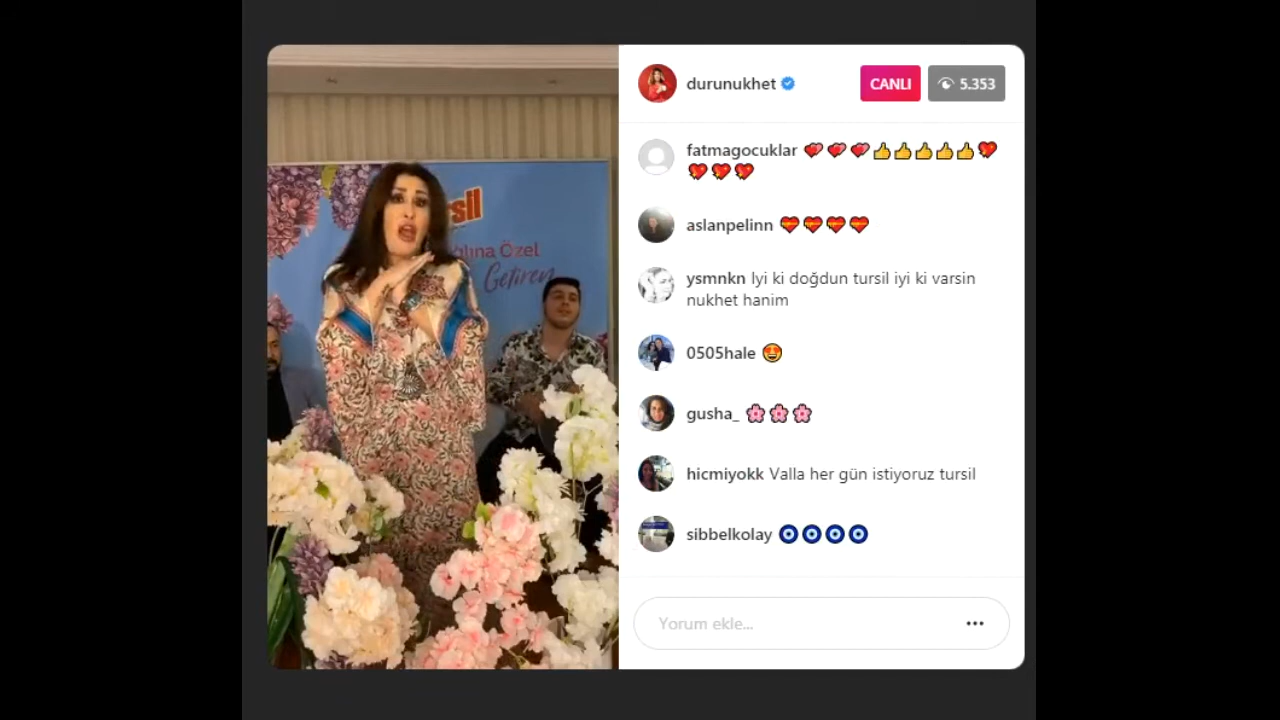 durunukhet
CANLI
5.353
fatmagocuklar 💞💞💞👍👍👍👍👍💖
💖💖💖
aslanpelinn 💝💝💝💝
ysmnkn Iyi ki doğdun tursil iyi ki varsin
nukhet hanim
0505hale 😍
gusha_ 🌸🌸🌸
hicmiyokk Valla her gün istiyoruz tursil
sibbelkolay 🧿🧿🧿🧿
Yorum ekle...
Özel
Getiren